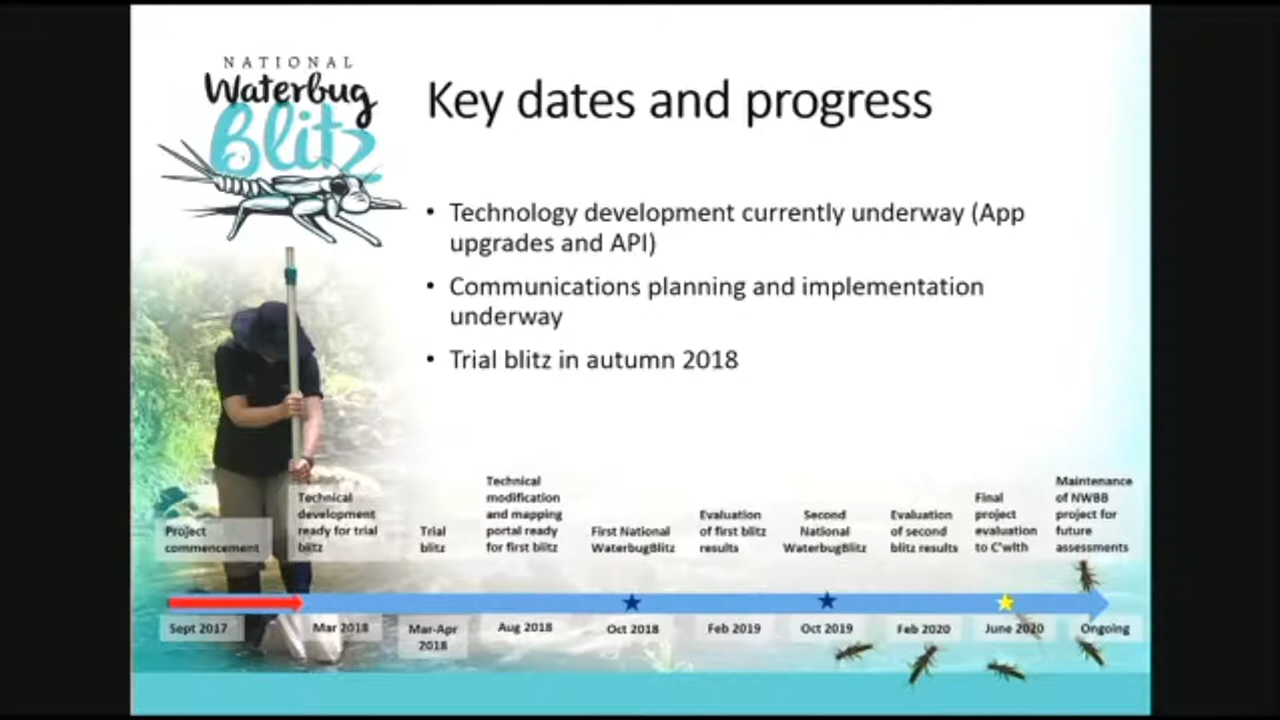 NATIONAL
Waterbug
Blitz
Key dates and progress
• Technology development currently underway (App
upgrades and API)
• Communications planning and implementation
underway
• Trial blitz in autumn 2018
Project
commencement
Technical
development
ready for trial
blitz
Trial
blitz
Technical
modification
and mapping
portal ready
for first blitz
First National
WaterbugBlitz
Evaluation
of first blitz
results
Second
National
WaterbugBlitz
Evaluation
of second
blitz results
Final
project
evaluation
to C'wlth
Maintenance
of NWBB
project for
future
assessments
Sept 2017
Mar 2018
Mar-Apr
2018
Aug 2018
Oct 2018
Feb 2019
Oct 2019
Feb 2020
June 2020
Ongoing